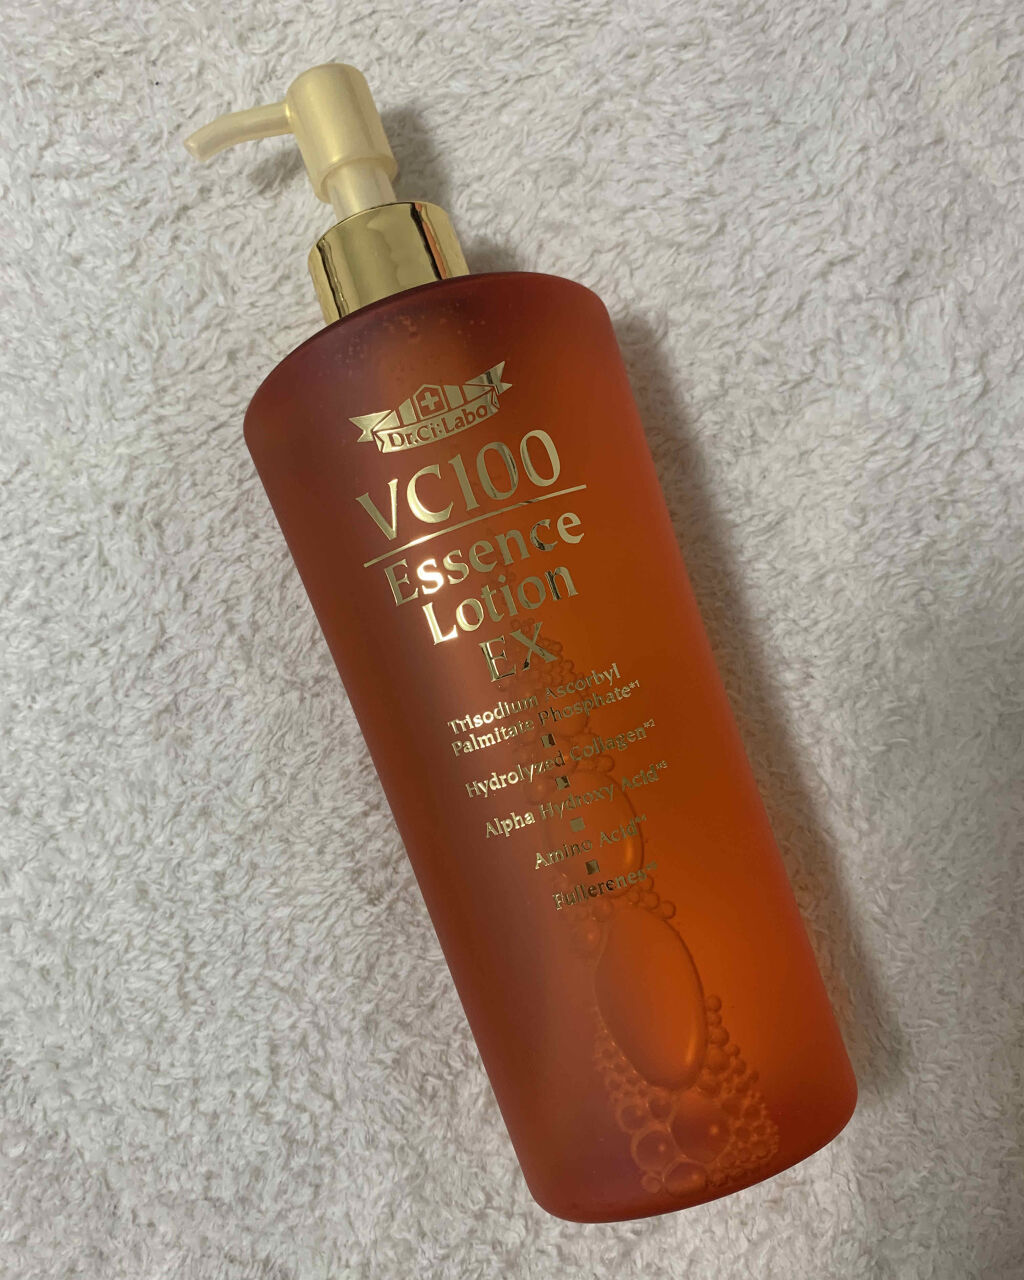 Dr.Ci:Labo
VC100
Essence
Lotion
EX
Trisodium Ascorbyl
Palmitate Phosphate*1
Hydrolyzed Collagen*2
Alpha Hydroxy Acid*3
Amino Acid*4
Fullerenes*5